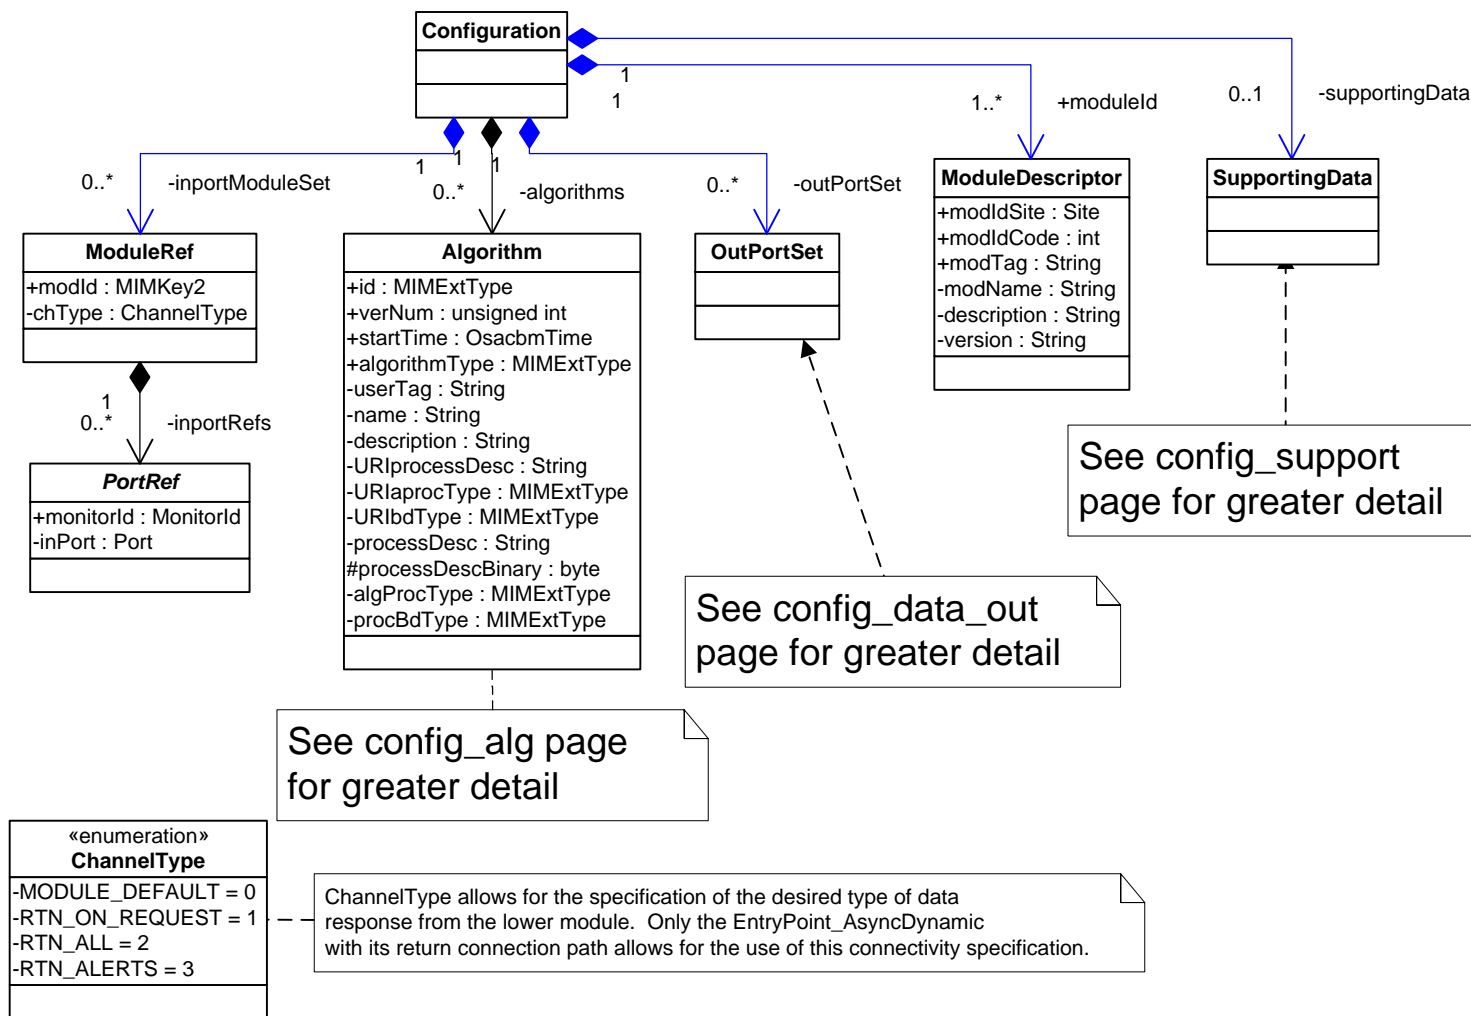 Configuration
1
1
1..*
+moduleId
0..1
-supportingData
1
1
1
0..*
-inportModuleSet
0..*
-algorithms
0..*
-outPortSet
ModuleRef
+modId : MIMKey2
-chType : ChannelType
1
0..*
-inportRefs
PortRef
+monitorId : MonitorId
-inPort : Port
Algorithm
+id : MIMExtType
+verNum : unsigned int
+startTime : OsacbmTime
+algorithmType : MIMExtType
-userTag : String
-name : String
-description : String
-URIprocessDesc : String
-URIaprocType : MIMExtType
-URIbdType : MIMExtType
-processDesc : String
#processDescBinary : byte
-algProcType : MIMExtType
-procBdType : MIMExtType
OutPortSet
ModuleDescriptor
+modIdSite : Site
+modIdCode : int
+modTag : String
-modName : String
-description : String
-version : String
SupportingData
See config_support
page for greater detail
See config_data_out
page for greater detail
See config_alg page
for greater detail
«enumeration»
ChannelType
-MODULE_DEFAULT = 0
-RTN_ON_REQUEST = 1
-RTN_ALL = 2
-RTN_ALERTS = 3
ChannelType allows for the specification of the desired type of data
response from the lower module.  Only the EntryPoint_AsyncDynamic
with its return connection path allows for the use of this connectivity specification.